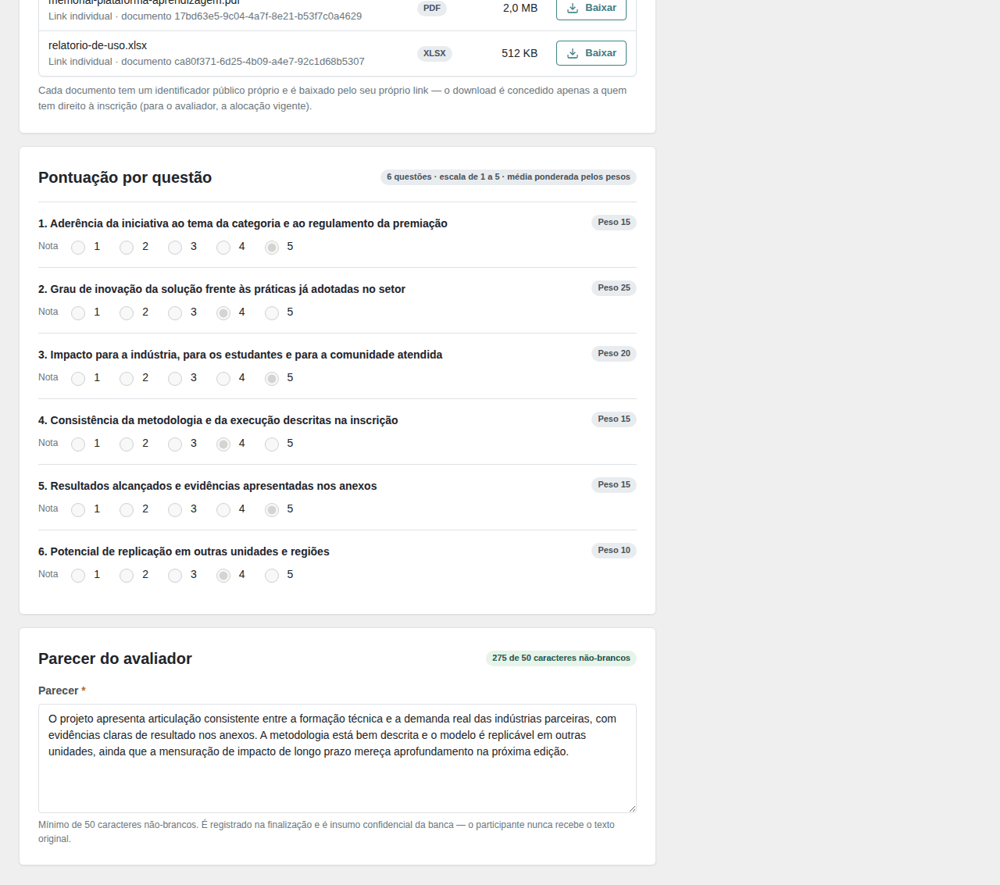 memorial-plataforma-aprendizagem.pdf
Link individual · documento 17bd63e5-9c04-4a7f-8e21-b53f7c0a4629
PDF
2,0 MB
Baixar
relatorio-de-uso.xlsx
Link individual · documento ca80f371-6d25-4b09-a4e7-92c1d68b5307
XLSX
512 KB
Baixar
Cada documento tem um identificador público próprio e é baixado pelo seu próprio link — o download é concedido apenas a quem
tem direito à inscrição (para o avaliador, a alocação vigente).
Pontuação por questão
6 questões · escala de 1 a 5 · média ponderada pelos pesos
1. Aderência da iniciativa ao tema da categoria e ao regulamento da premiação
Peso 15
Nota 1 2 3 4 5
2. Grau de inovação da solução frente às práticas já adotadas no setor
Peso 25
Nota 1 2 3 4 5
3. Impacto para a indústria, para os estudantes e para a comunidade atendida
Peso 20
Nota 1 2 3 4 5
4. Consistência da metodologia e da execução descritas na inscrição
Peso 15
Nota 1 2 3 4 5
5. Resultados alcançados e evidências apresentadas nos anexos
Peso 15
Nota 1 2 3 4 5
6. Potencial de replicação em outras unidades e regiões
Peso 10
Nota 1 2 3 4 5
Parecer do avaliador
275 de 50 caracteres não-brancos
Parecer *
O projeto apresenta articulação consistente entre a formação técnica e a demanda real das indústrias parceiras, com
evidências claras de resultado nos anexos. A metodologia está bem descrita e o modelo é replicável em outras
unidades, ainda que a mensuração de impacto de longo prazo mereça aprofundamento na próxima edição.
Mínimo de 50 caracteres não-brancos. É registrado na finalização e é insumo confidencial da banca — o participante nunca recebe o texto
original.